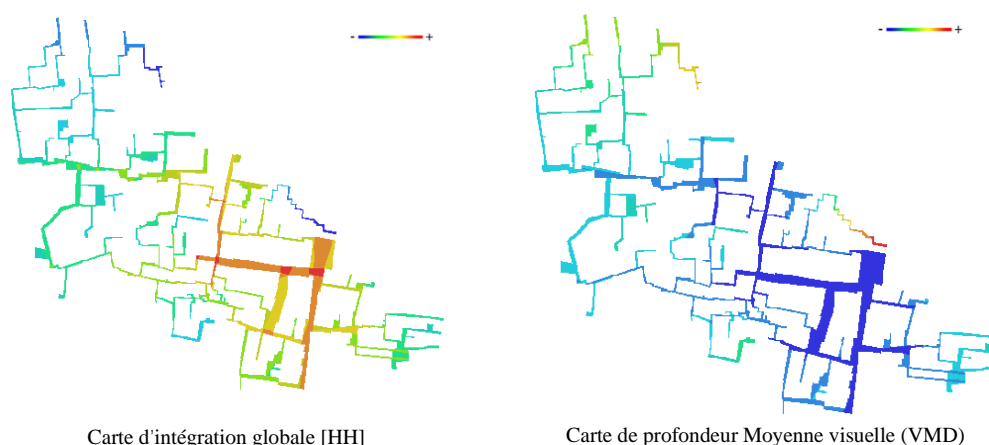 - +
- +
Carte d'intégration globale [HH]
Carte de profondeur Moyenne visuelle (VMD)